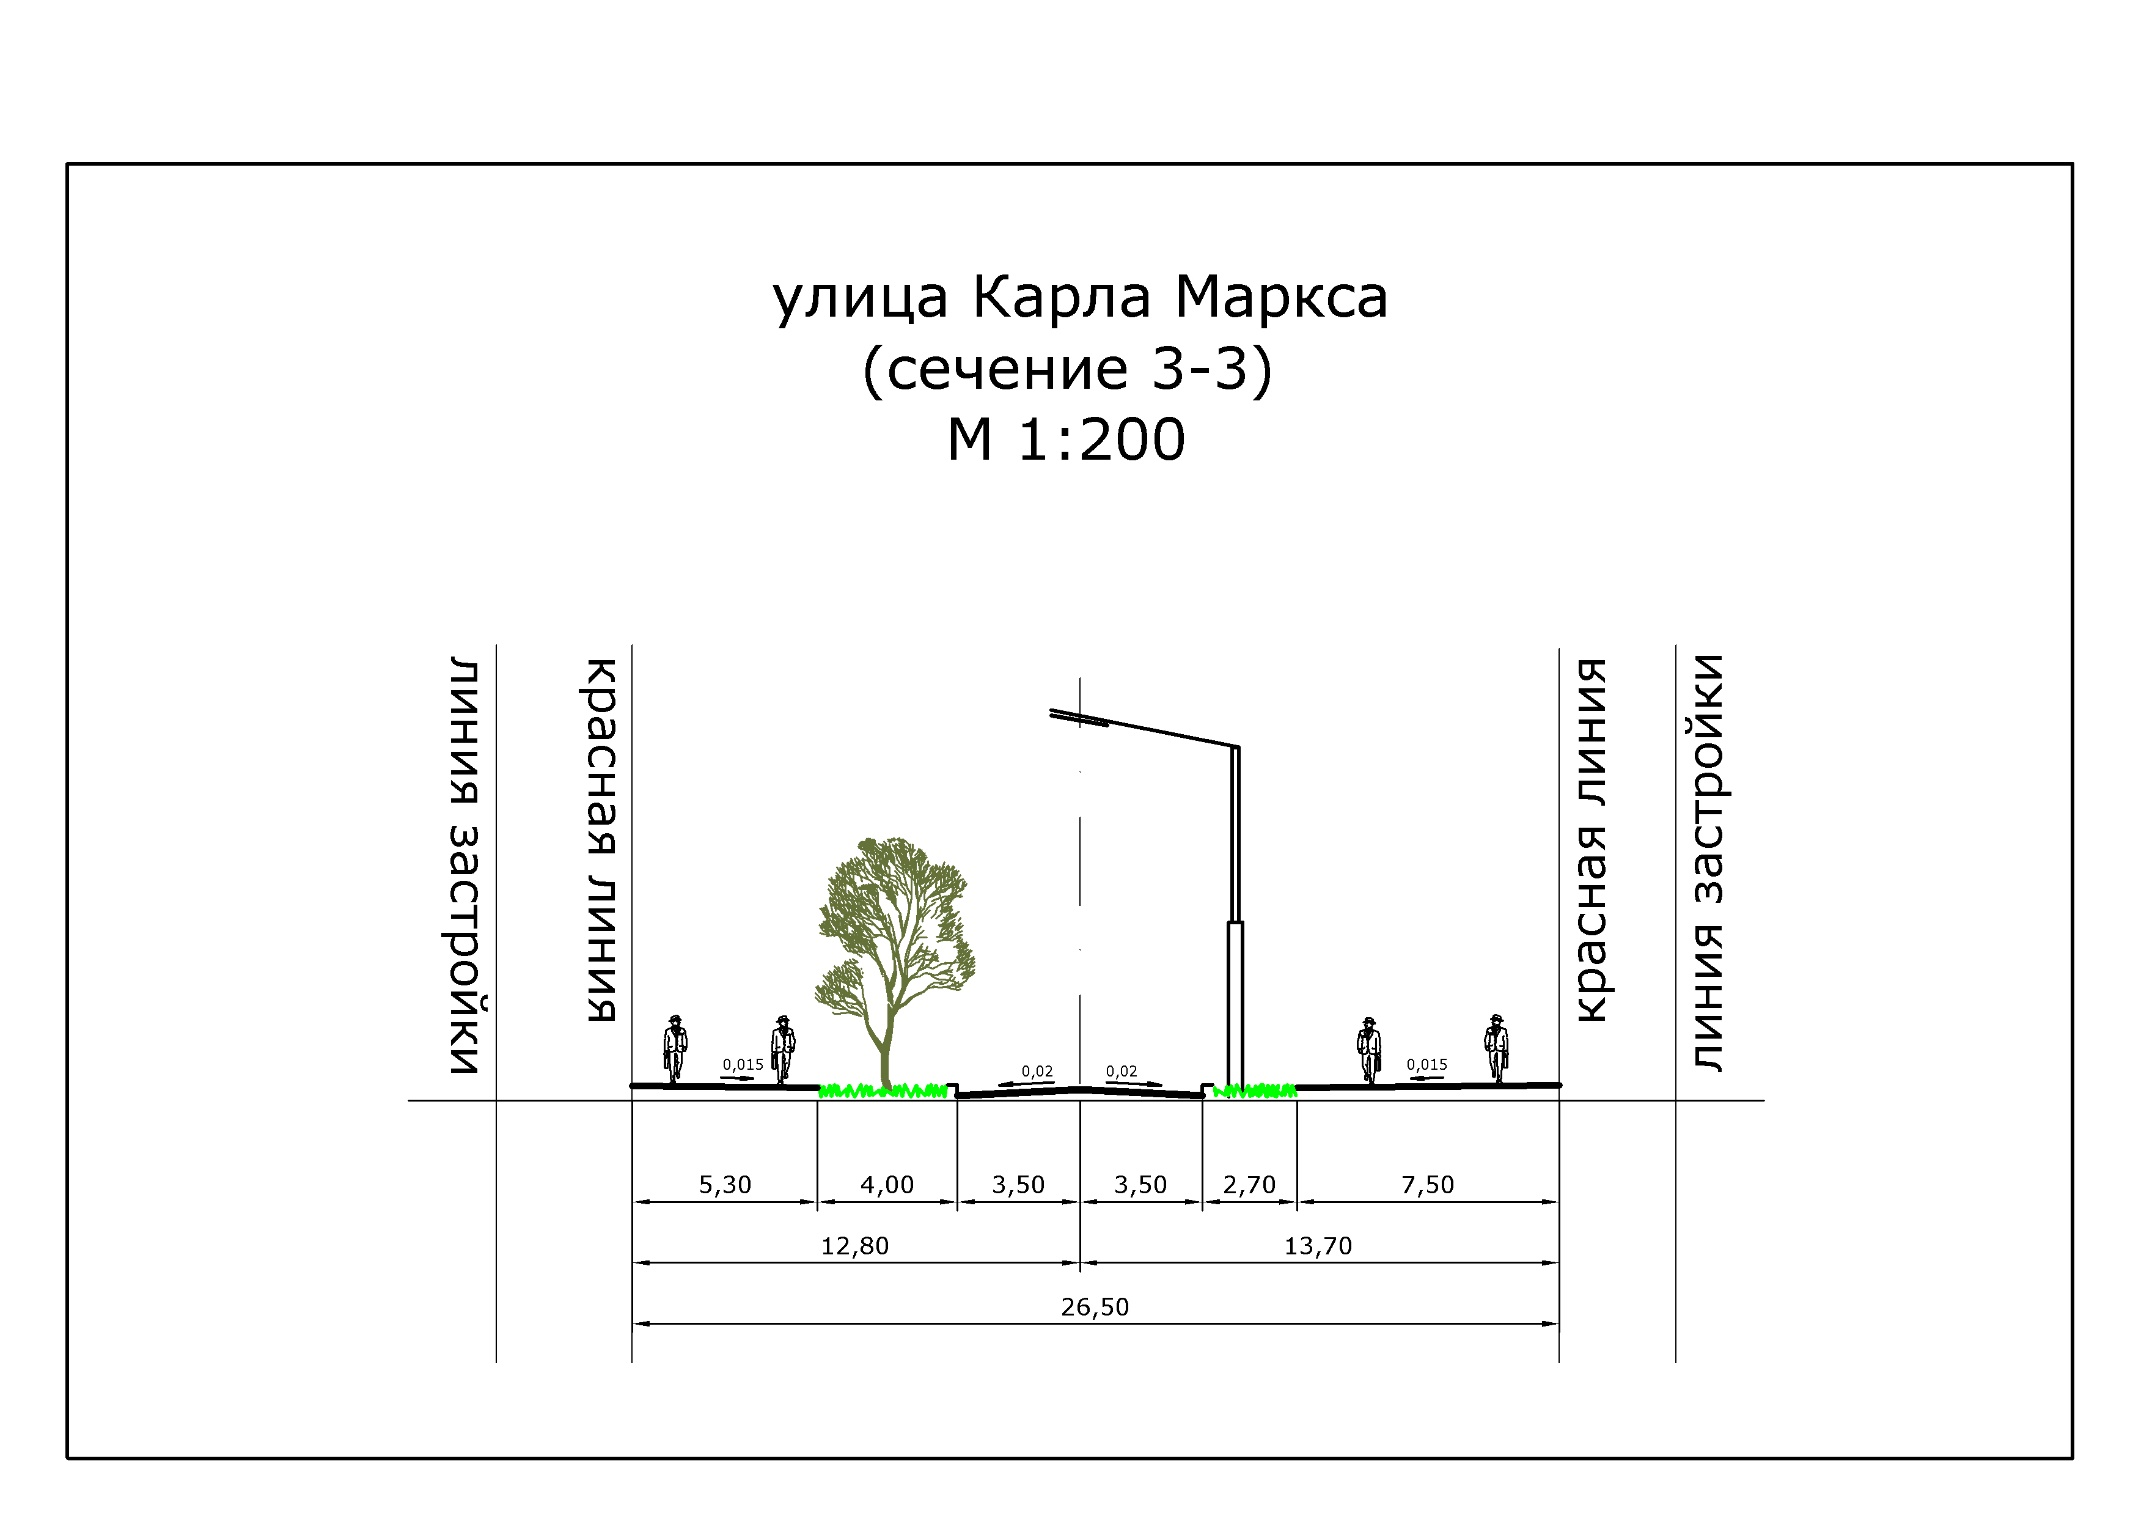 улица Карла Маркса
(сечение 3-3)
М 1:200
линия застройки
красная линия
красная линия
линия застройки
0,015
0,02
0,02
0,015
5,30
4,00
3,50
3,50
2,70
7,50
12,80
13,70
26,50